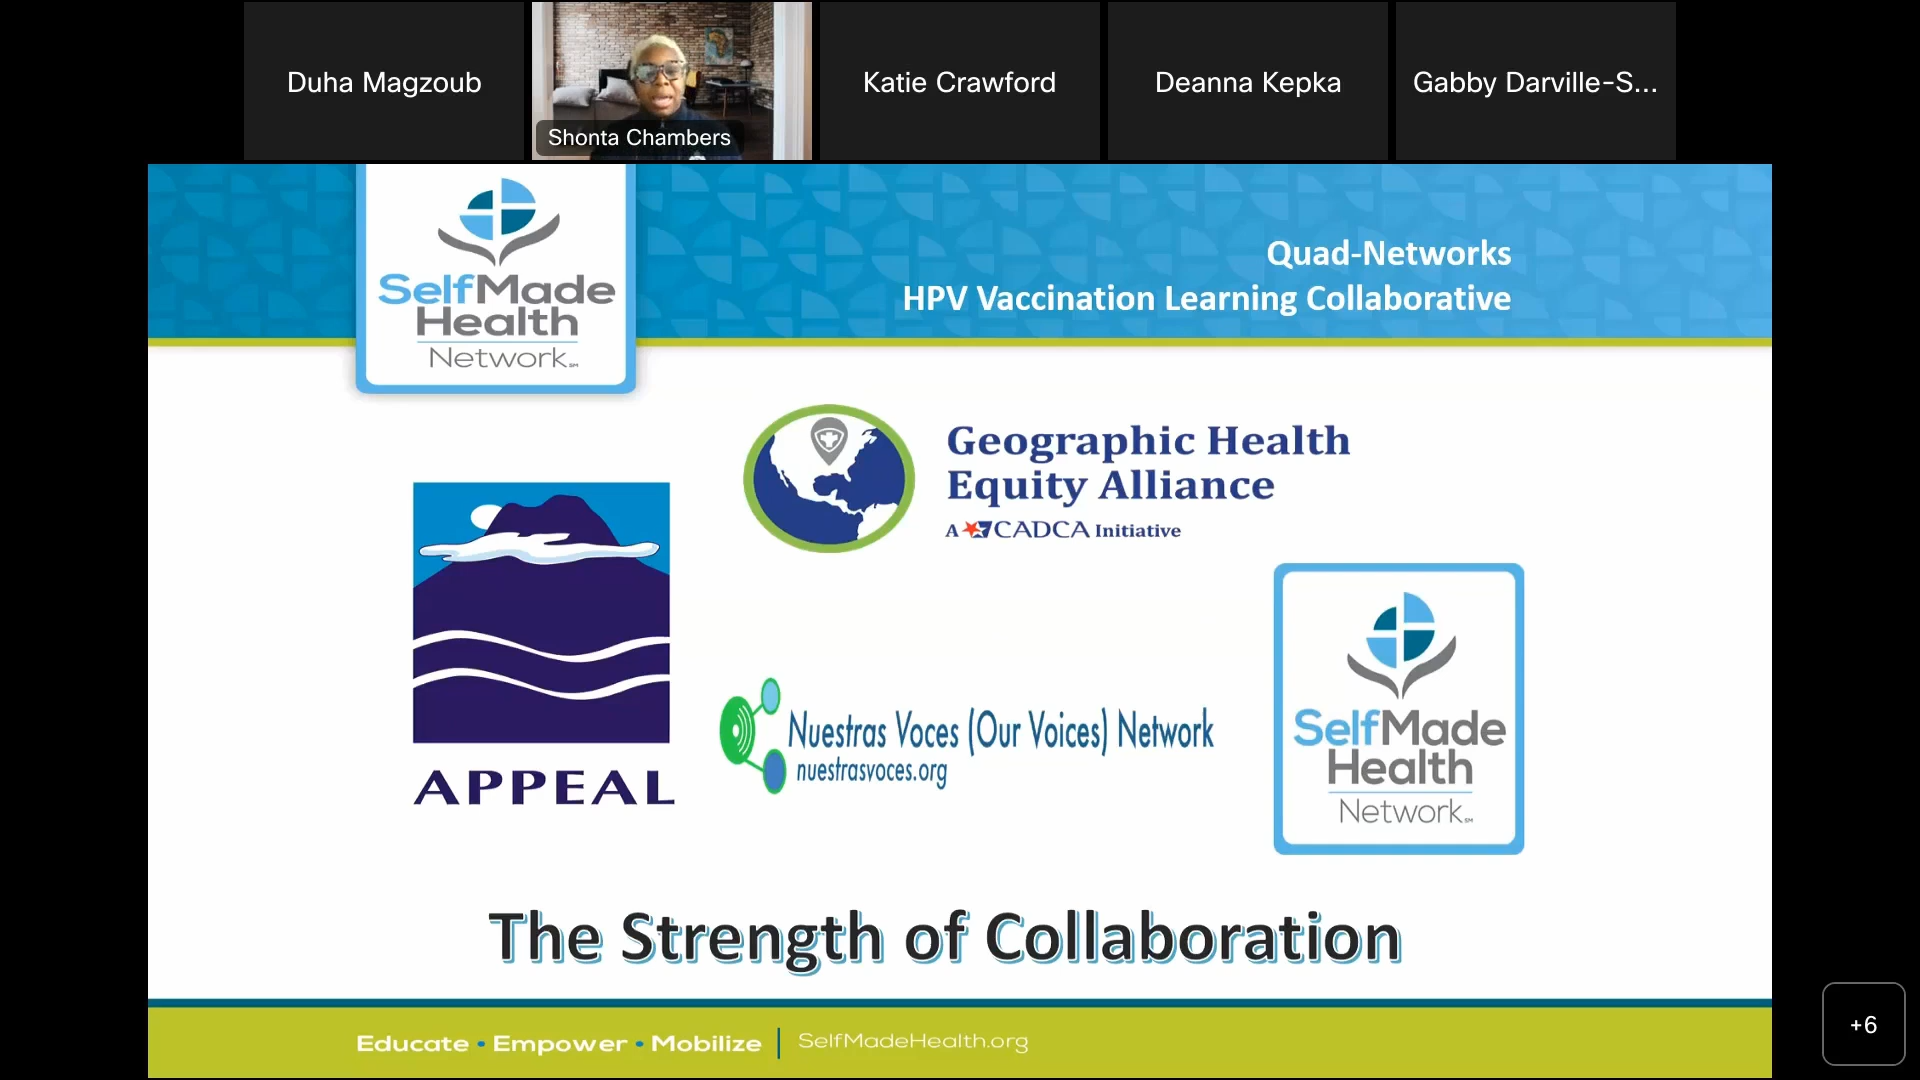 Duha Magzoub
Shonta Chambers
Katie Crawford
Deanna Kepka
Gabby Darville-S...
SelfMade
Health
Network℠
Quad-Networks
HPV Vaccination Learning Collaborative
Geographic Health
Equity Alliance
A CADCA Initiative
APPEAL
Nuestras Voces (Our Voices) Network
nuestrasvoces.org
SelfMade
Health
Network℠
The Strength of Collaboration
Educate • Empower • Mobilize | SelfMadeHealth.org
+6